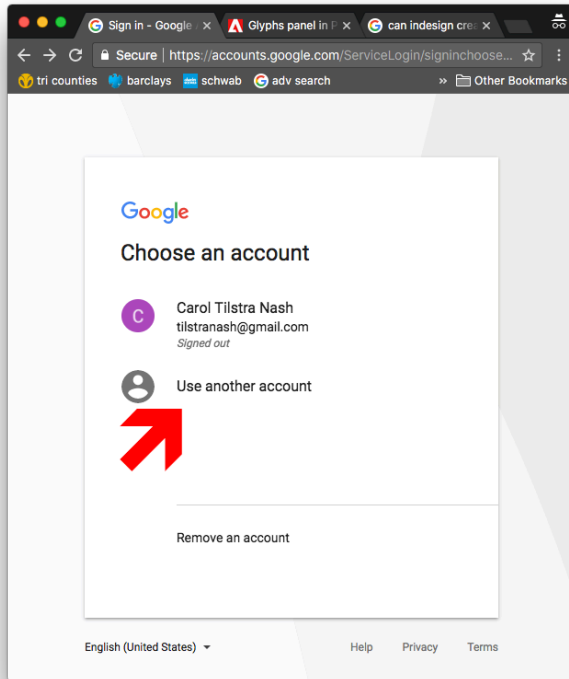 Sign in - Google
Glyphs panel in P
can indesign crea
Secure | https://accounts.google.com/ServiceLogin/signinchoose...
tri counties
barclays
schwab
adv search
» Other Bookmarks
Google
Choose an account
C
Carol Tilstra Nash
tilstranash@gmail.com
Signed out
Use another account
Remove an account
English (United States)
Help
Privacy
Terms